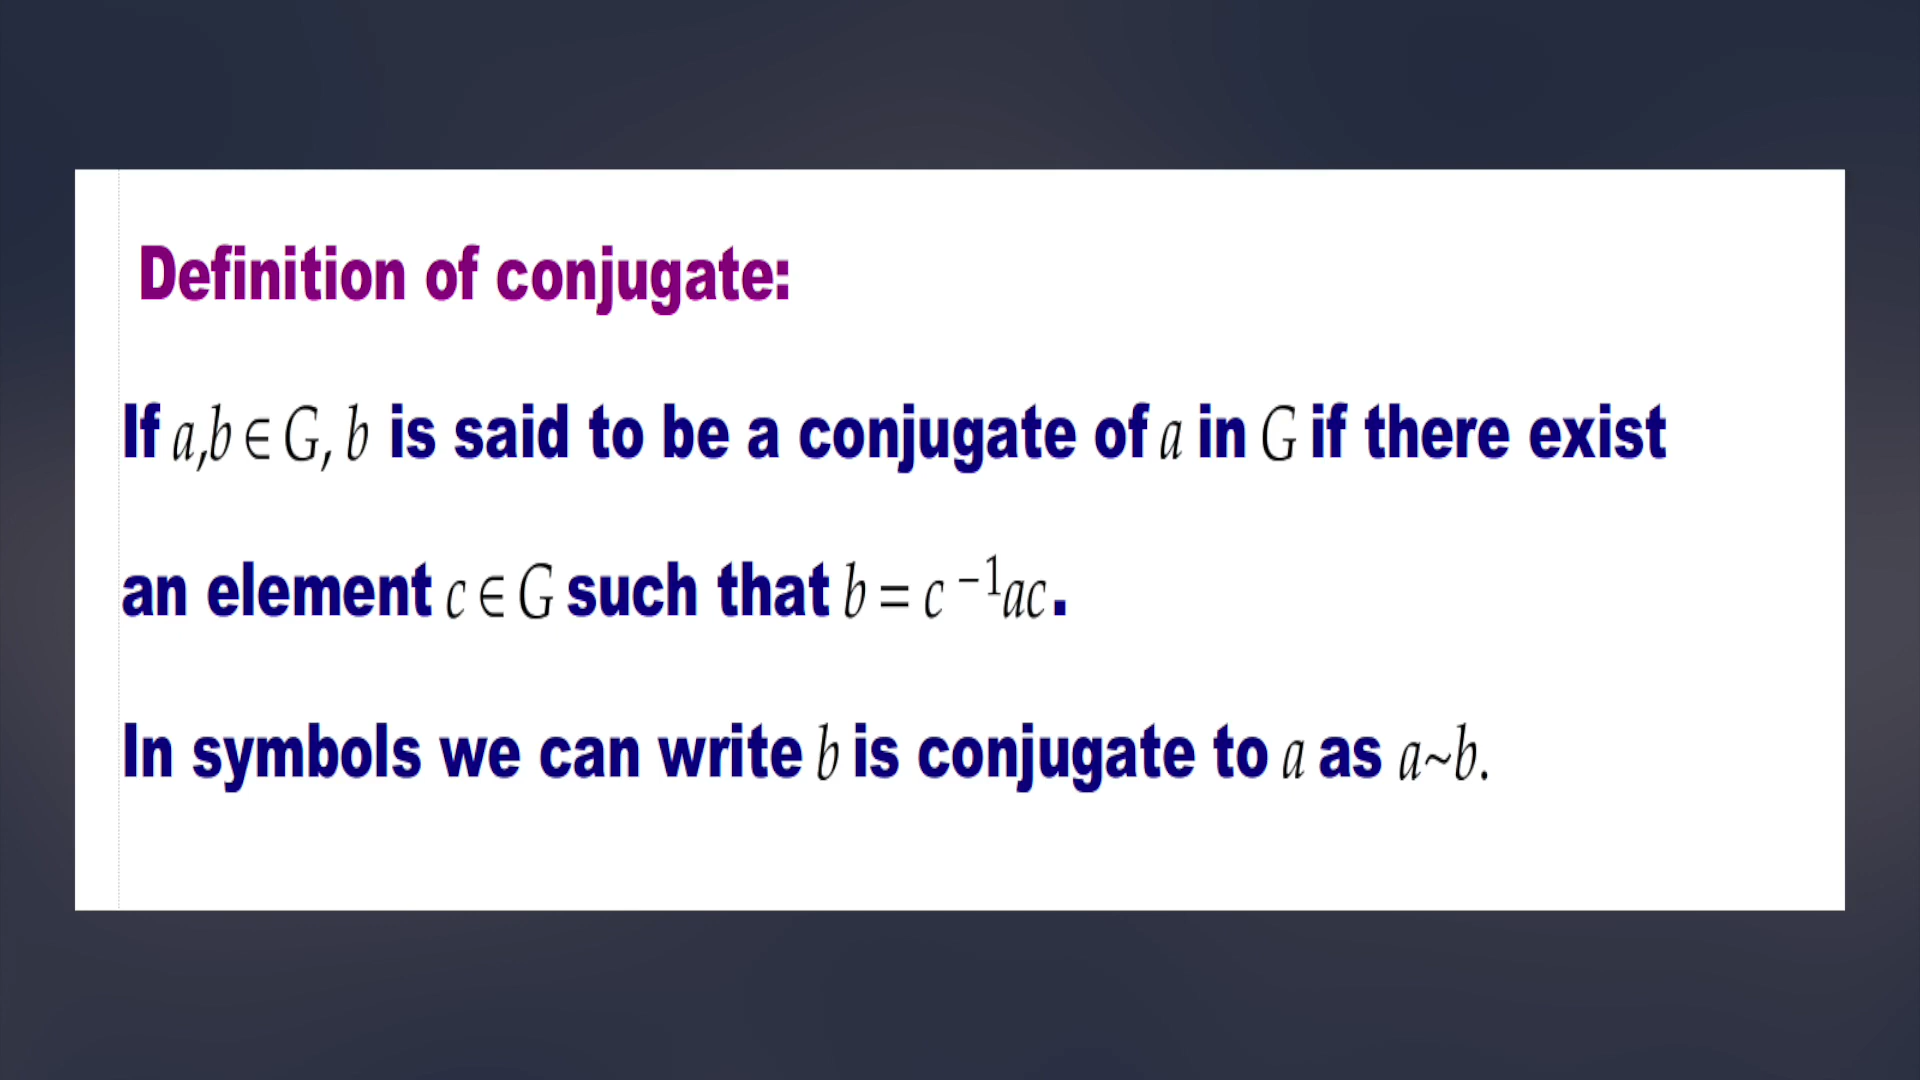 Definition of conjugate:
If a,b ∈ G, b is said to be a conjugate of a in G if there exist
an element c ∈ G such that b = c⁻¹ac.
In symbols we can write b is conjugate to a as a~b.